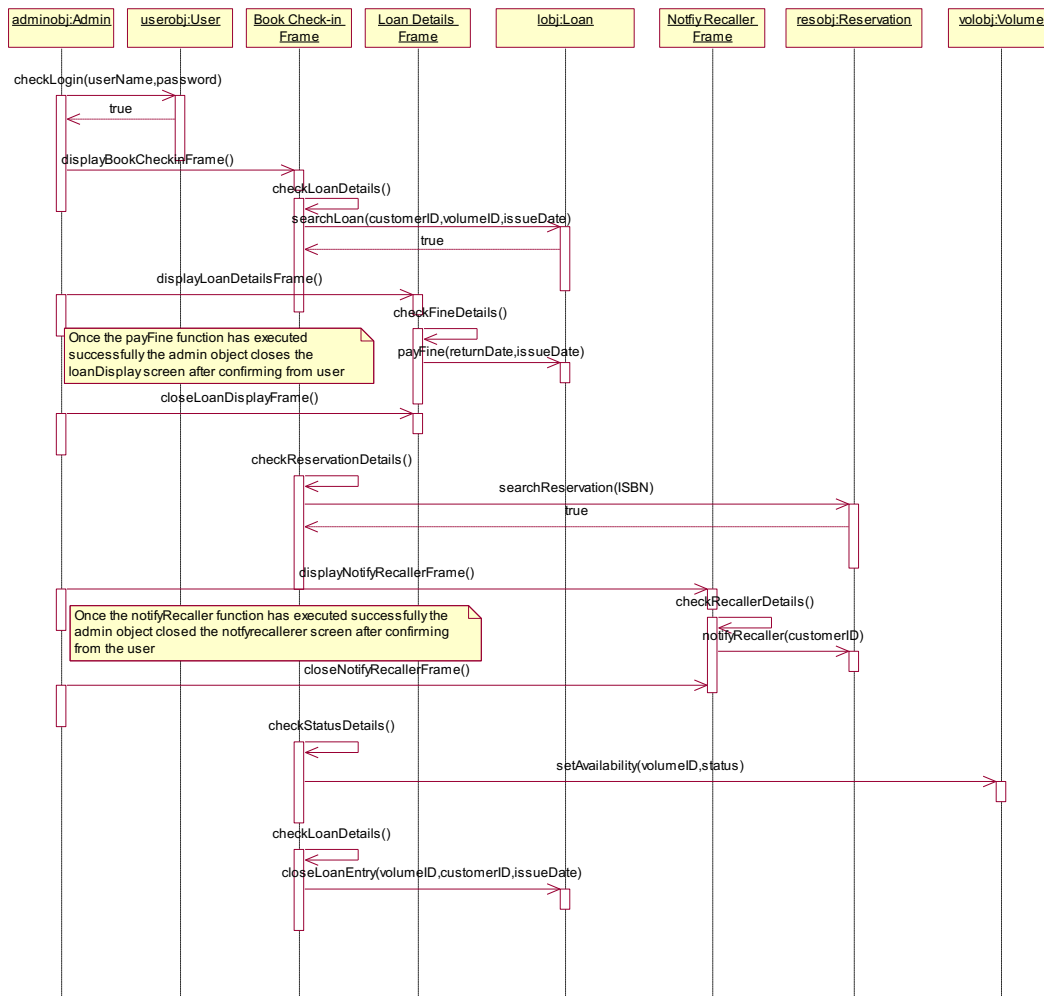 adminobj:Admin
userobj:User
Book Check-in
Frame
Loan Details
Frame
lobj:Loan
Notfiy Recaller
Frame
resobj:Reservation
volobj:Volume
checkLogin(userName,password)
true
displayBookCheckinFrame()
checkLoanDetails()
searchLoan(customerID,volumeID,issueDate)
true
displayLoanDetailsFrame()
checkFineDetails()
Once the payFine function has executed
successfully the admin object closes the
loanDisplay screen after confirming from user
payFine(returnDate,issueDate)
closeLoanDisplayFrame()
checkReservationDetails()
searchReservation(ISBN)
true
displayNotifyRecallerFrame()
checkRecallerDetails()
Once the notifyRecaller function has executed successfully the
admin object closed the notfyrecallerer screen after confirming
from the user
notifyRecaller(customerID)
closeNotifyRecallerFrame()
checkStatusDetails()
setAvailability(volumeID,status)
checkLoanDetails()
closeLoanEntry(volumeID,customerID,issueDate)